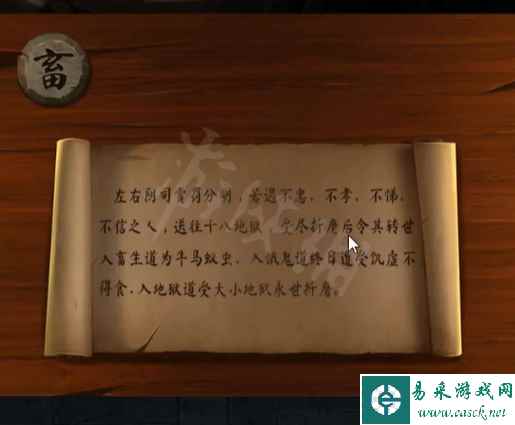 畜
左右阴司赏罚分明，若遇不忠、不孝、不悌、
不信之人，送往十八地狱 受尽折磨后令其转世
入畜生道为牛马蚁虫、入饿鬼道终日遭受饥虚不
得食、入地狱道受大小地狱永世折磨。
易采游戏网
www.easck.net